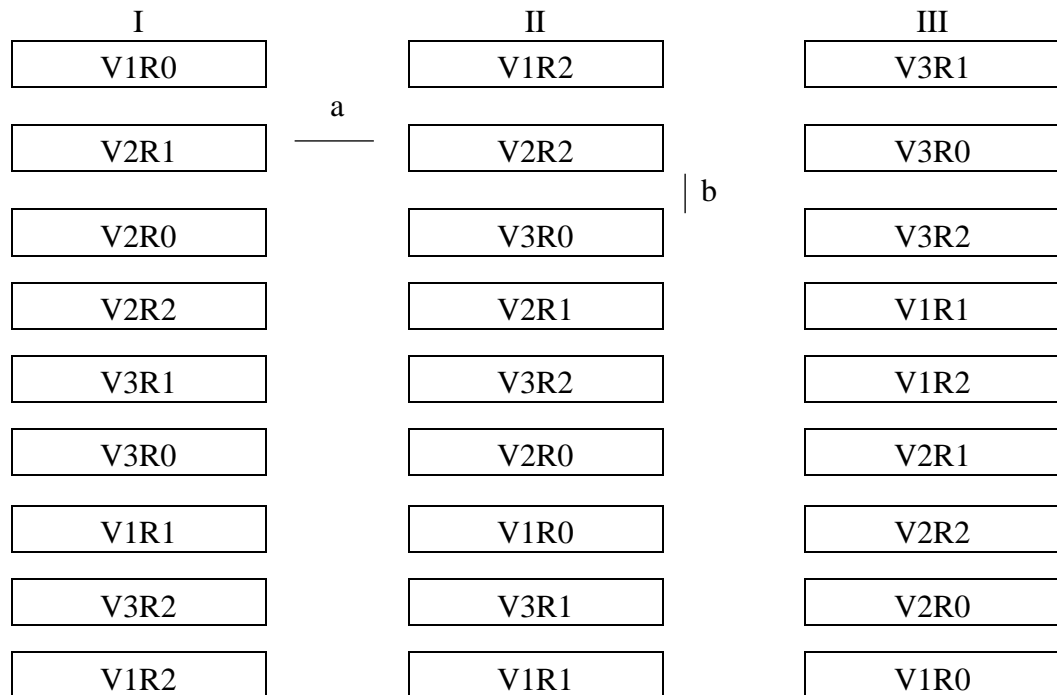 I II III
V1R0 V1R2 V3R1
a
V2R1 V2R2 V3R0
b
V2R0 V3R0 V3R2
V2R2 V2R1 V1R1
V3R1 V3R2 V1R2
V3R0 V2R0 V2R1
V1R1 V1R0 V2R2
V3R2 V3R1 V2R0
V1R2 V1R1 V1R0